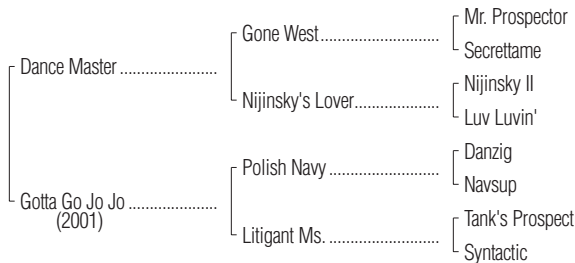 Mr. Prospector
Gone West
Secrettame
Dance Master
Nijinsky II
Nijinsky's Lover
Luv Luvin'
Danzig
Polish Navy
Navsup
Gotta Go Jo Jo
(2001)
Tank's Prospect
Litigant Ms.
Syntactic